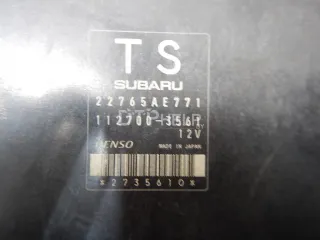 TS
SUBARU
22765AE771
112700-3561
12V
DENSO MADE IN JAPAN
*2735610*